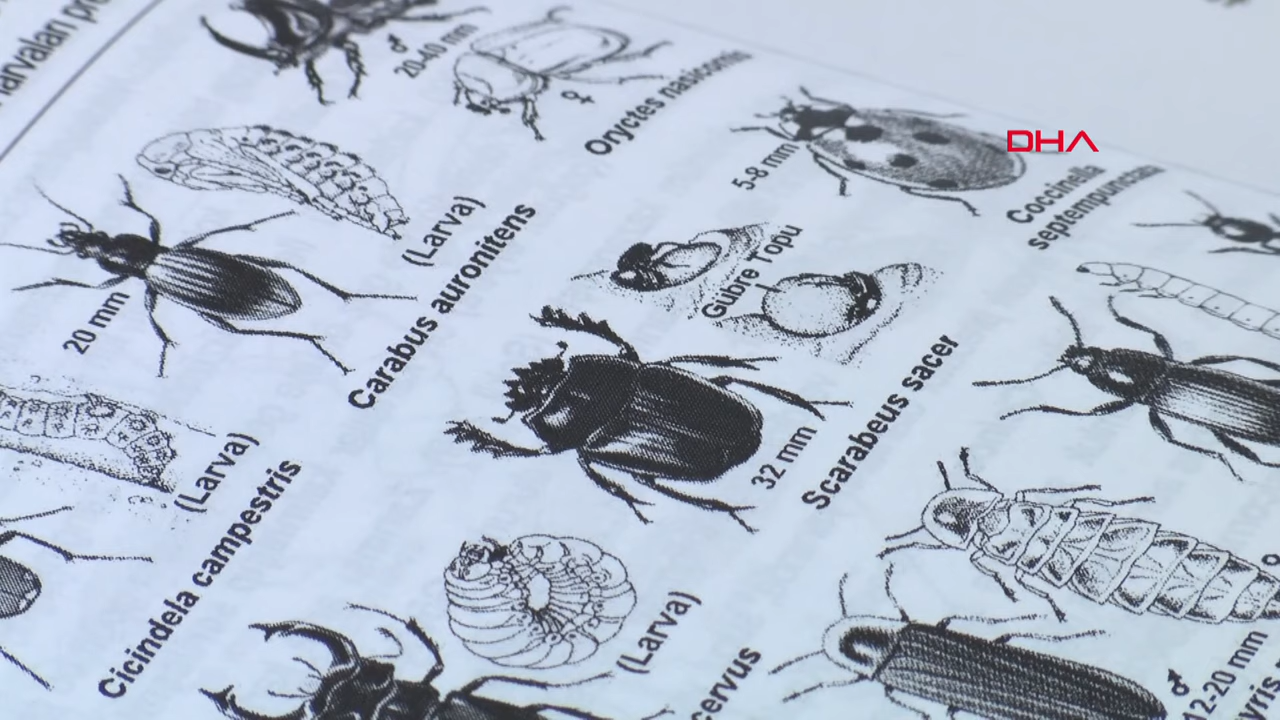 20-40 mm
Oryctes nasicornis
DHA
5-8 mm
Coccinella
septempunctata
(Larva)
Carabus auronitens
20 mm
Gübre Topu
Scarabeus sacer
32 mm
(Larva)
Cicindela campestris
(Larva)
cervus
12-20 mm